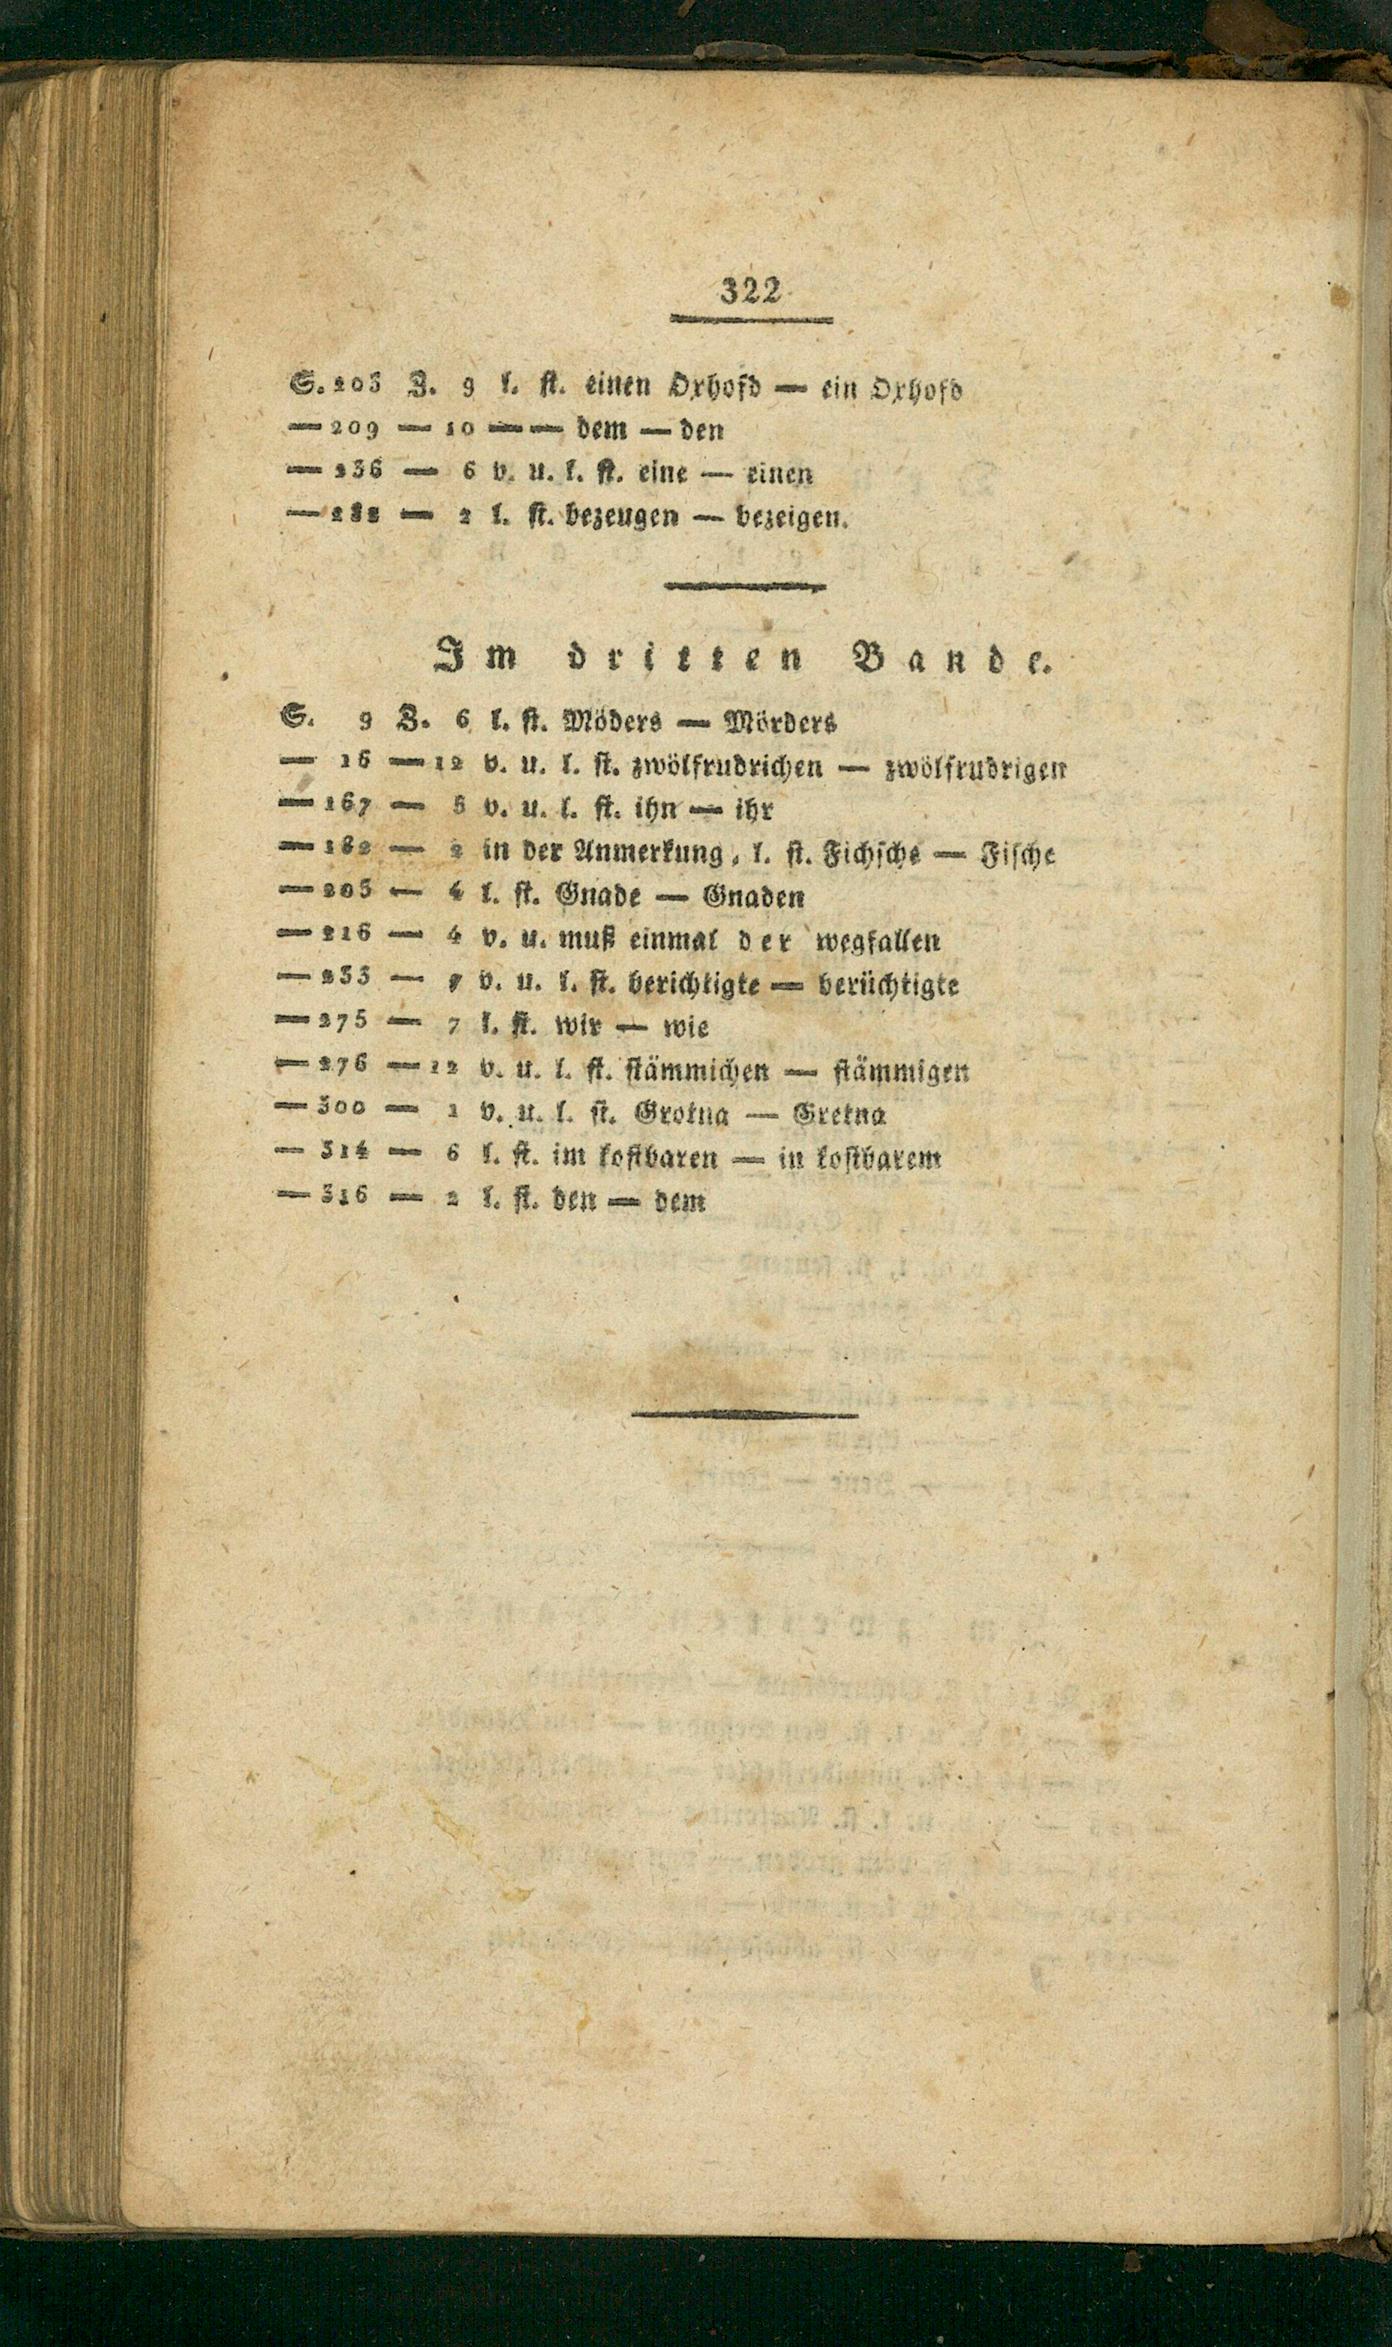 322
S. 203 Z. 9 l. ſt. einen Oxhofd — ein Oxhofd
— 209 — 10 — — dem — den
— 236 — 6 v. u. l. ſt. eine — einen
— 282 — 2 l. ſt. bezeugen — bezeigen.
Im dritten Bande.
S. 9 Z. 6 l. ſt. Möders — Mörders
— 16 — 12 v. u. l. ſt. zwölfrudrichen — zwölfrudrigen
— 167 — 8 v. u. l. ſt. ihn — ihr
— 182 — 2 in der Anmerkung, l. ſt. Fichſche — Fiſche
— 205 — 4 l. ſt. Gnade — Gnaden
— 216 — 4 v. u. muß einmal der wegfallen
— 233 — v. u. l. ſt. berichtigte — berüchtigte
— 275 — 7 l. ſt. wir — wie
— 276 — 12 v. u. l. ſt. ſtämmichen — ſtämmigen
— 300 — 1 v. u. l. ſt. Grotna — Gretna
— 314 — 6 l. ſt. im koſtbaren — in koſtbarem
— 316 — 2 l. ſt. den — dem